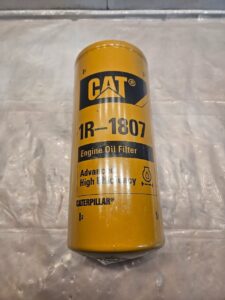 CAT®
1R-1807
Engine Oil Filter
Advanced
High Efficiency
CATERPILLAR®